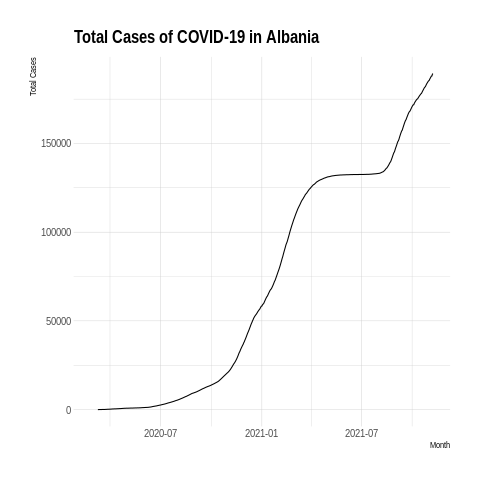 Total Cases of COVID-19 in Albania
Total Cases
150000
100000
50000
0
2020-07
2021-01
2021-07
Month